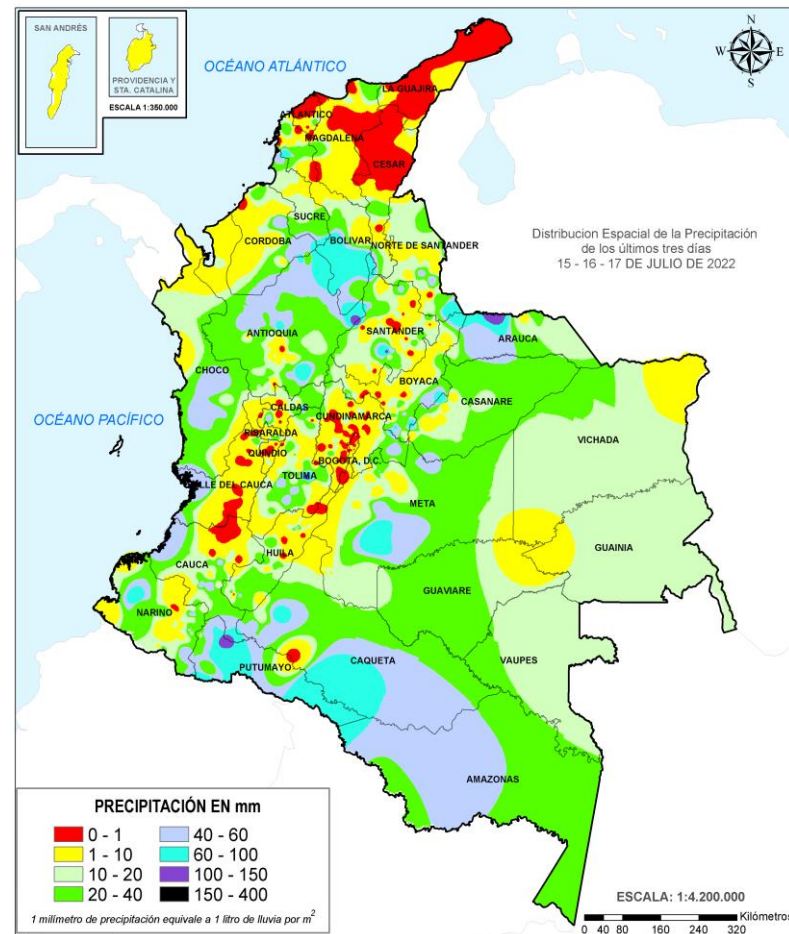 SAN ANDRÉS
PROVIDENCIA Y
STA. CATALINA
ESCALA 1:350.000
OCÉANO ATLÁNTICO
N
W
E
S
LA GUAJIRA
ATLANTICO
MAGDALENA
CESAR
SUCRE
CORDOBA
BOLIVAR
NORTE DE SANTANDER
Distribucion Espacial de la Precipitación
de los últimos tres días
15 - 16 - 17 DE JULIO DE 2022
ANTIOQUIA
SANTANDER
ARAUCA
CHOCO
BOYACA
CASANARE
OCÉANO PACÍFICO
CALDAS
CUNDINAMARCA
RISARALDA
VICHADA
QUINDIO
BOGOTA, D.C.
TOLIMA
VALLE DEL CAUCA
META
GUAINIA
HUILA
CAUCA
GUAVIARE
NARINO
CAQUETA
VAUPES
PUTUMAYO
AMAZONAS
PRECIPITACIÓN EN mm
0 - 1
40 - 60
1 - 10
60 - 100
10 - 20
100 - 150
20 - 40
150 - 400
1 milímetro de precipitación equivale a 1 litro de lluvia por m²
ESCALA: 1:4.200.000
Kilómetros
0 40 80 160 240 320